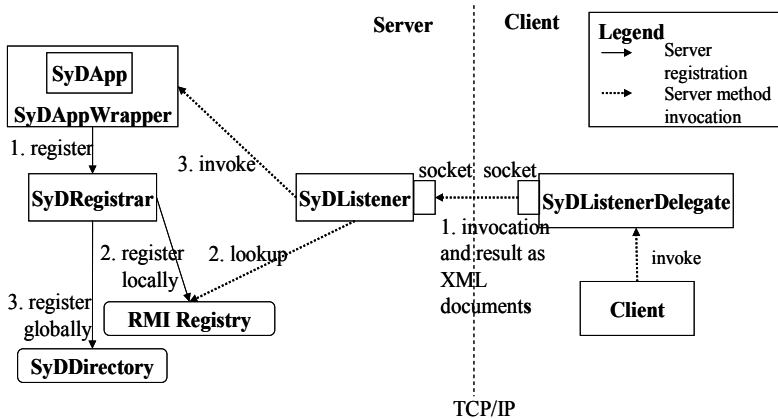 Server
Client
Legend
Server
registration
Server method
invocation
SyDApp
SyDAppWrapper
1. register
3. invoke
socket
socket
SyDRegistrar
SyDListener
SyDListenerDelegate
2. register
locally
2. lookup
1. invocation
and result as
XML
documents
invoke
3. register
globally
RMI Registry
Client
SyDDirectory
TCP/IP